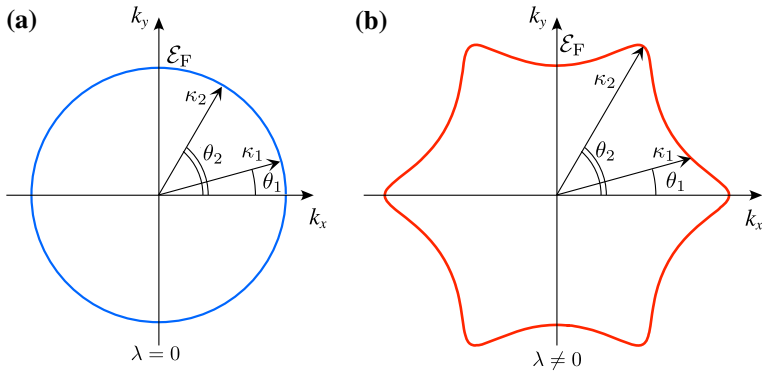 (a)
k_y
ℰ_F
κ_2
θ_2
κ_1
θ_1
k_x
λ = 0
(b)
k_y
ℰ_F
κ_2
θ_2
κ_1
θ_1
k_x
λ ≠ 0